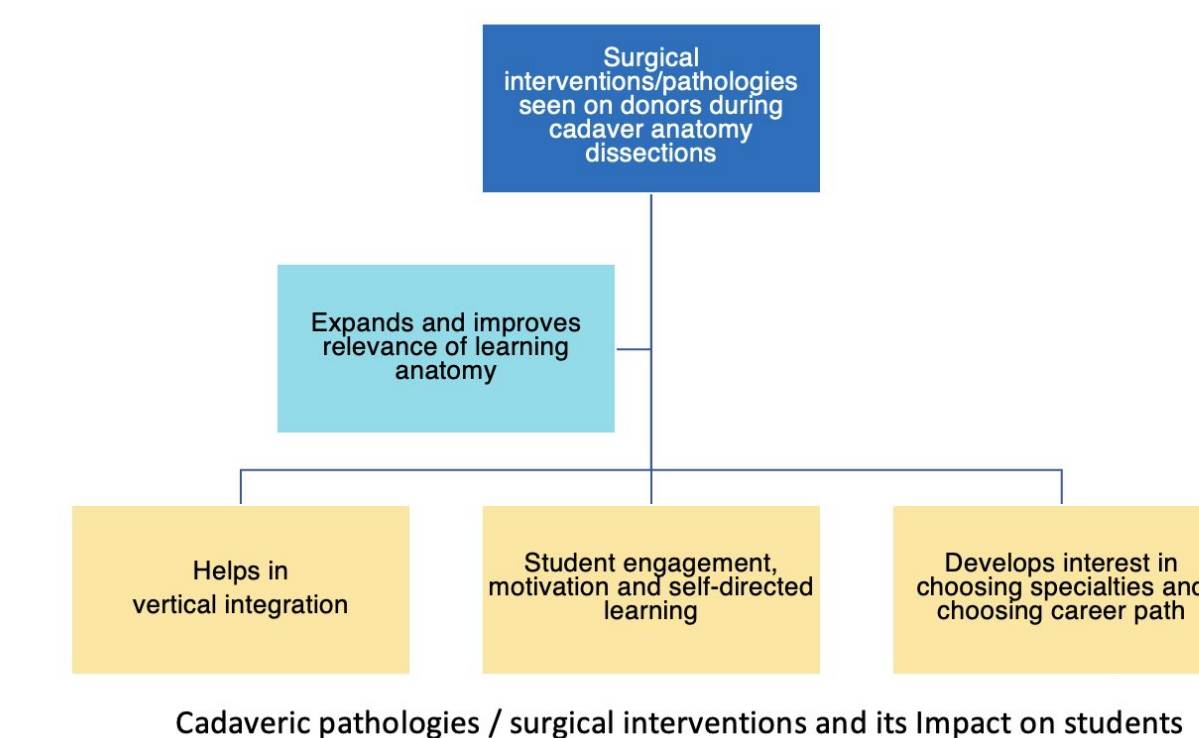 Surgical
interventions/pathologies
seen on donors during
cadaver anatomy
dissections
Expands and improves
relevance of learning
anatomy
Helps in
vertical integration
Student engagement,
motivation and self-directed
learning
Develops interest in
choosing specialties and
choosing career path
Cadaveric pathologies / surgical interventions and its Impact on students